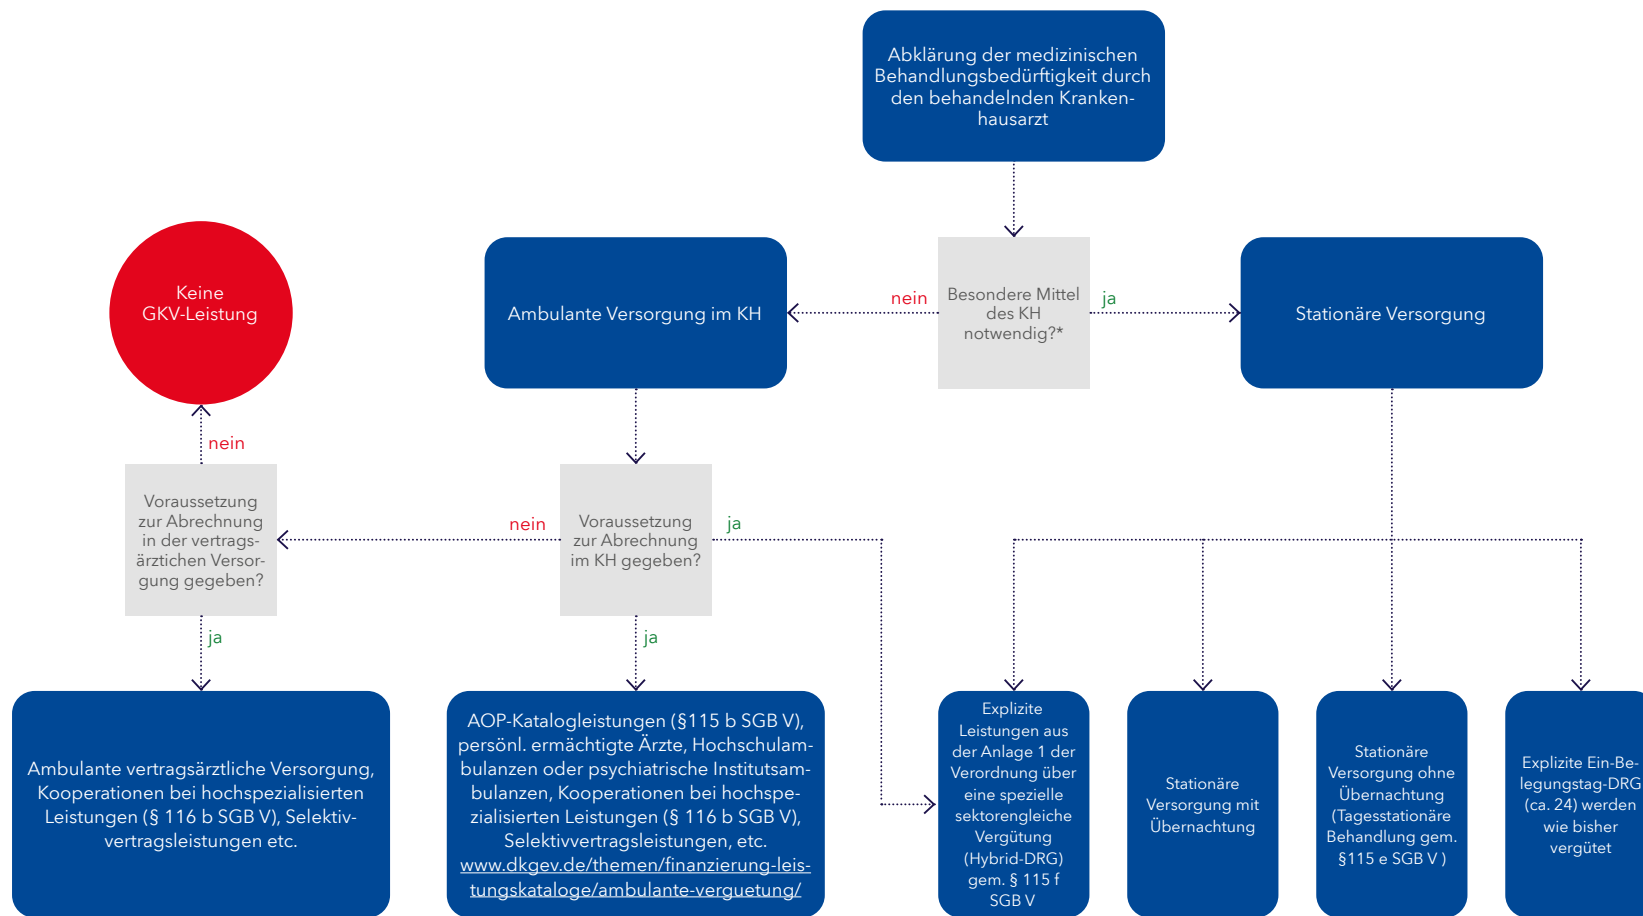 Abklärung der medizinischen
Behandlungsbedürftigkeit durch
den behandelnden Kranken-
hausarzt
Keine
GKV-Leistung
Ambulante Versorgung im KH
nein
Besondere Mittel
des KH
notwendig?*
ja
Stationäre Versorgung
nein
Voraussetzung
zur Abrechnung
in der vertrags-
ärztichen Versor-
gung gegeben?
nein
Voraussetzung
zur Abrechnung
im KH gegeben?
ja
ja
ja
Ambulante vertragsärztliche Versorgung,
Kooperationen bei hochspezialisierten
Leistungen (§ 116 b SGB V), Selektiv-
vertragsleistungen etc.
AOP-Katalogleistungen (§115 b SGB V),
persönl. ermächtigte Ärzte, Hochschulam-
bulanzen oder psychiatrische Institutsam-
bulanzen, Kooperationen bei hochspe-
zialisierten Leistungen (§ 116 b SGB V),
Selektivvertragsleistungen, etc.
www.dkgev.de/themen/finanzierung-leis-
tungskataloge/ambulante-verguetung/
Explizite
Leistungen aus
der Anlage 1 der
Verordnung über
eine spezielle
sektorengleiche
Vergütung
(Hybrid-DRG)
gem. § 115 f
SGB V
Stationäre
Versorgung mit
Übernachtung
Stationäre
Versorgung ohne
Übernachtung
(Tagesstationäre
Behandlung gem.
§115 e SGB V )
Explizite Ein-Be-
legungstag-DRG
(ca. 24) werden
wie bisher
vergütet